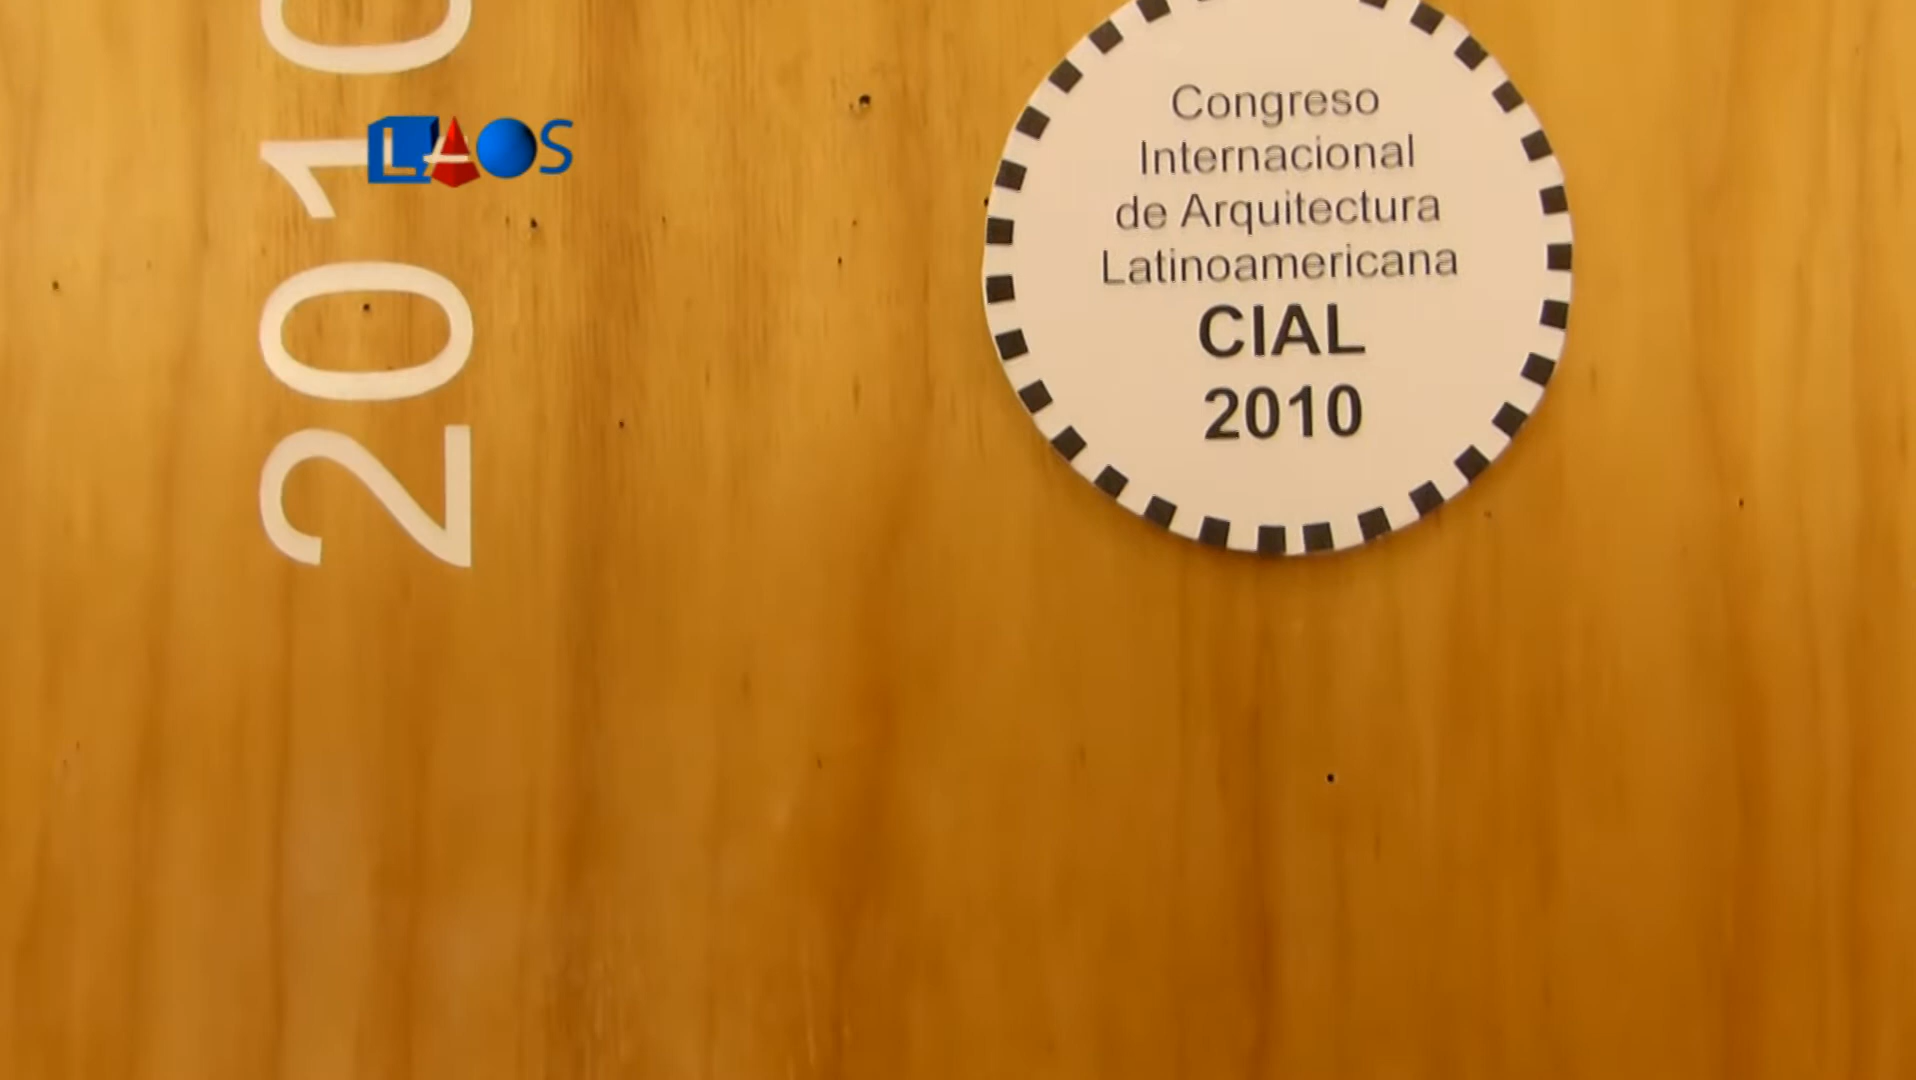 2010
LAOS
Congreso
Internacional
de Arquitectura
Latinoamericana
CIAL
2010